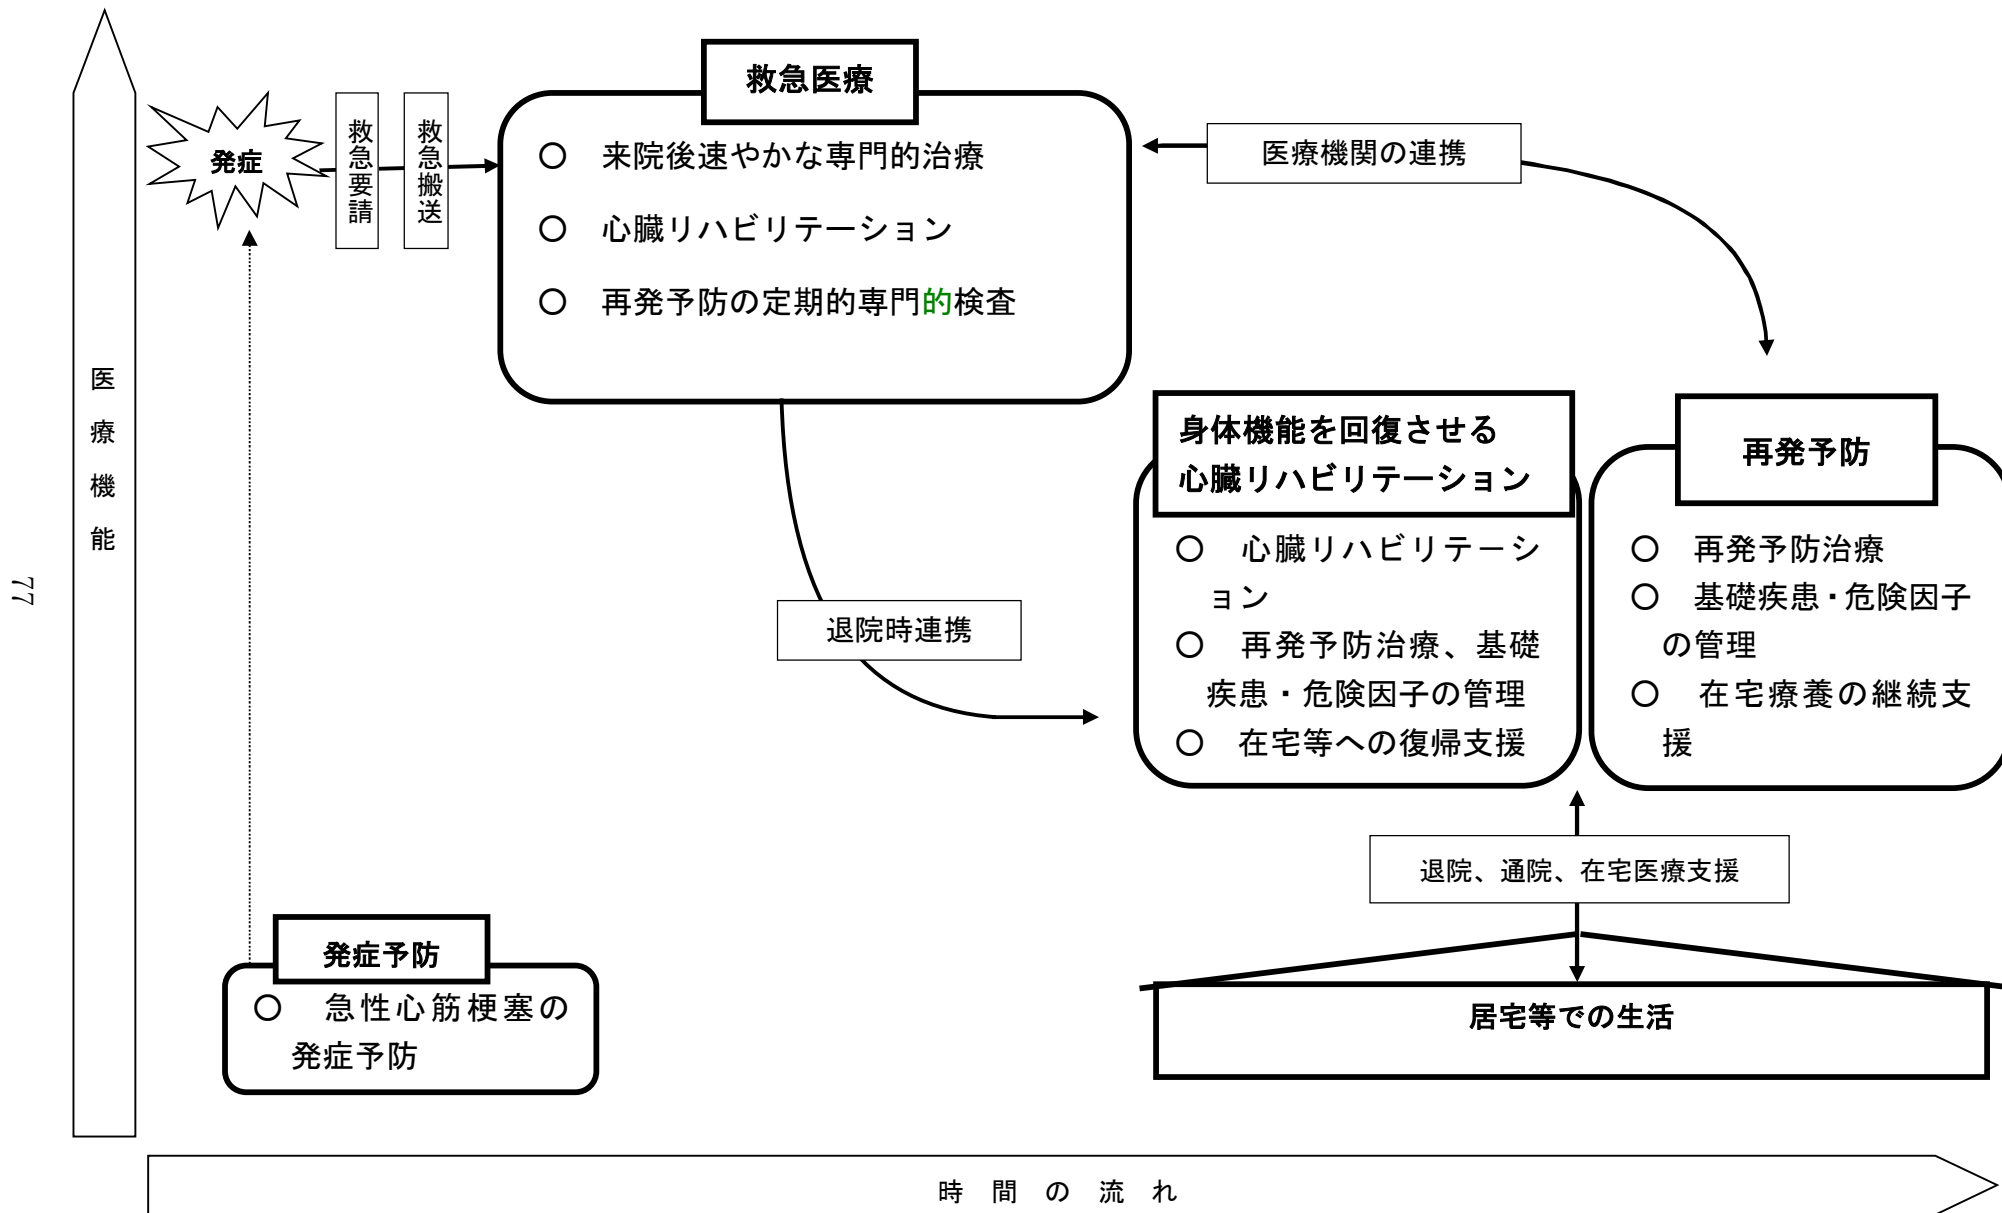 救急医療
発症
救急要請
救急搬送
○　来院後速やかな専門的治療
○　心臓リハビリテーション
○　再発予防の定期的専門的検査
医療機関の連携
医療機能
77
身体機能を回復させる
心臓リハビリテーション
○　心臓リハビリテーシ
ョン
○　再発予防治療、基礎
疾患・危険因子の管理
○　在宅等への復帰支援
再発予防
○　再発予防治療
○　基礎疾患・危険因子
の管理
○　在宅療養の継続支
援
退院時連携
退院、通院、在宅医療支援
発症予防
○　急性心筋梗塞の
発症予防
居宅等での生活
時間の流れ